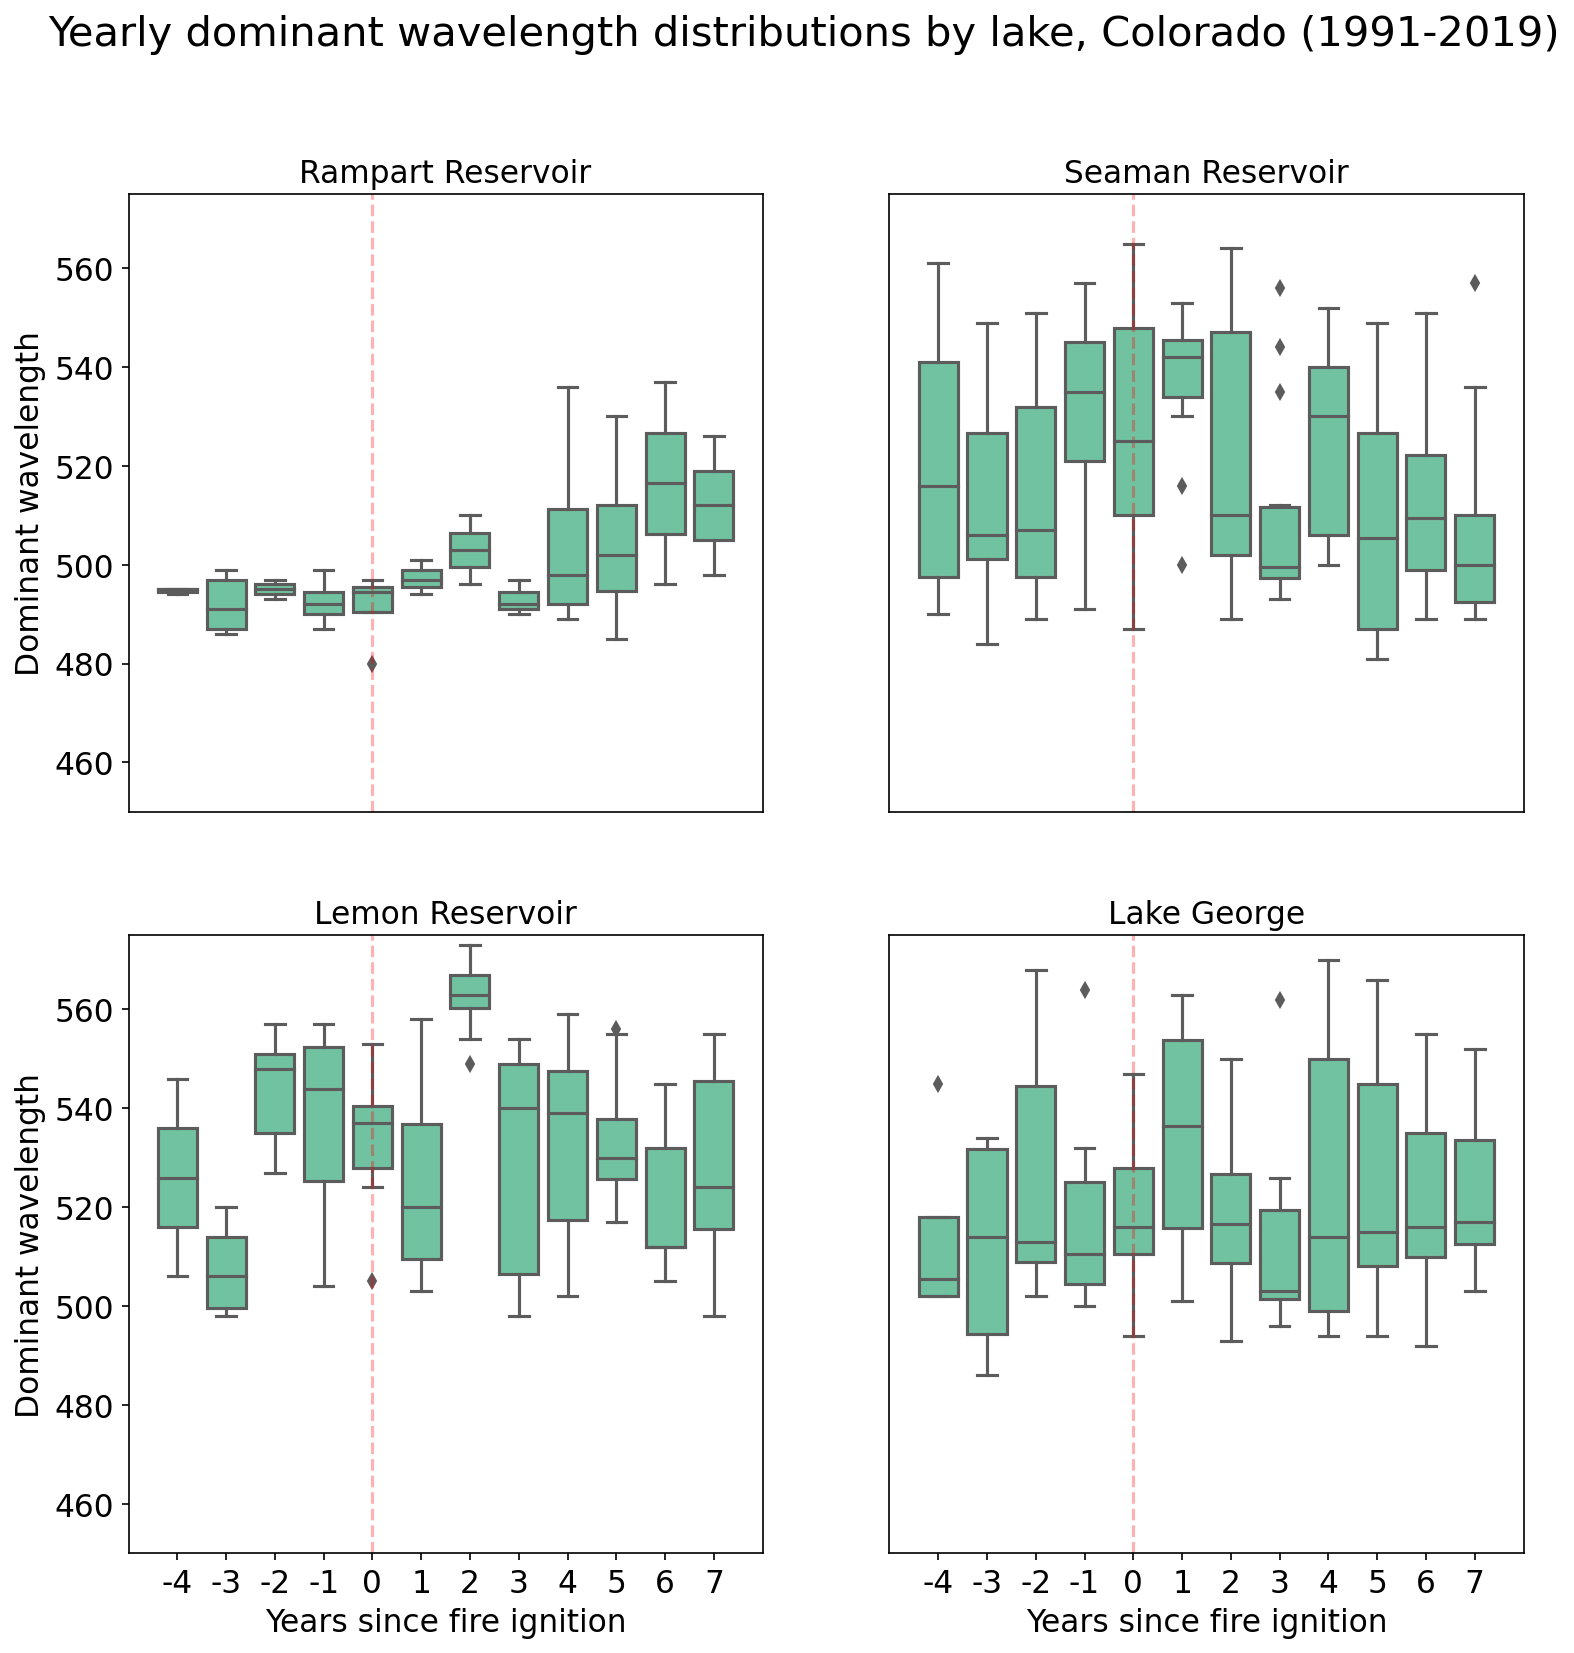 Yearly dominant wavelength distributions by lake, Colorado (1991-2019)
Rampart Reservoir
Seaman Reservoir
Dominant wavelength
560
540
520
500
480
460
Lemon Reservoir
Lake George
Dominant wavelength
560
540
520
500
480
460
-4 -3 -2 -1 0 1 2 3 4 5 6 7
-4 -3 -2 -1 0 1 2 3 4 5 6 7
Years since fire ignition
Years since fire ignition